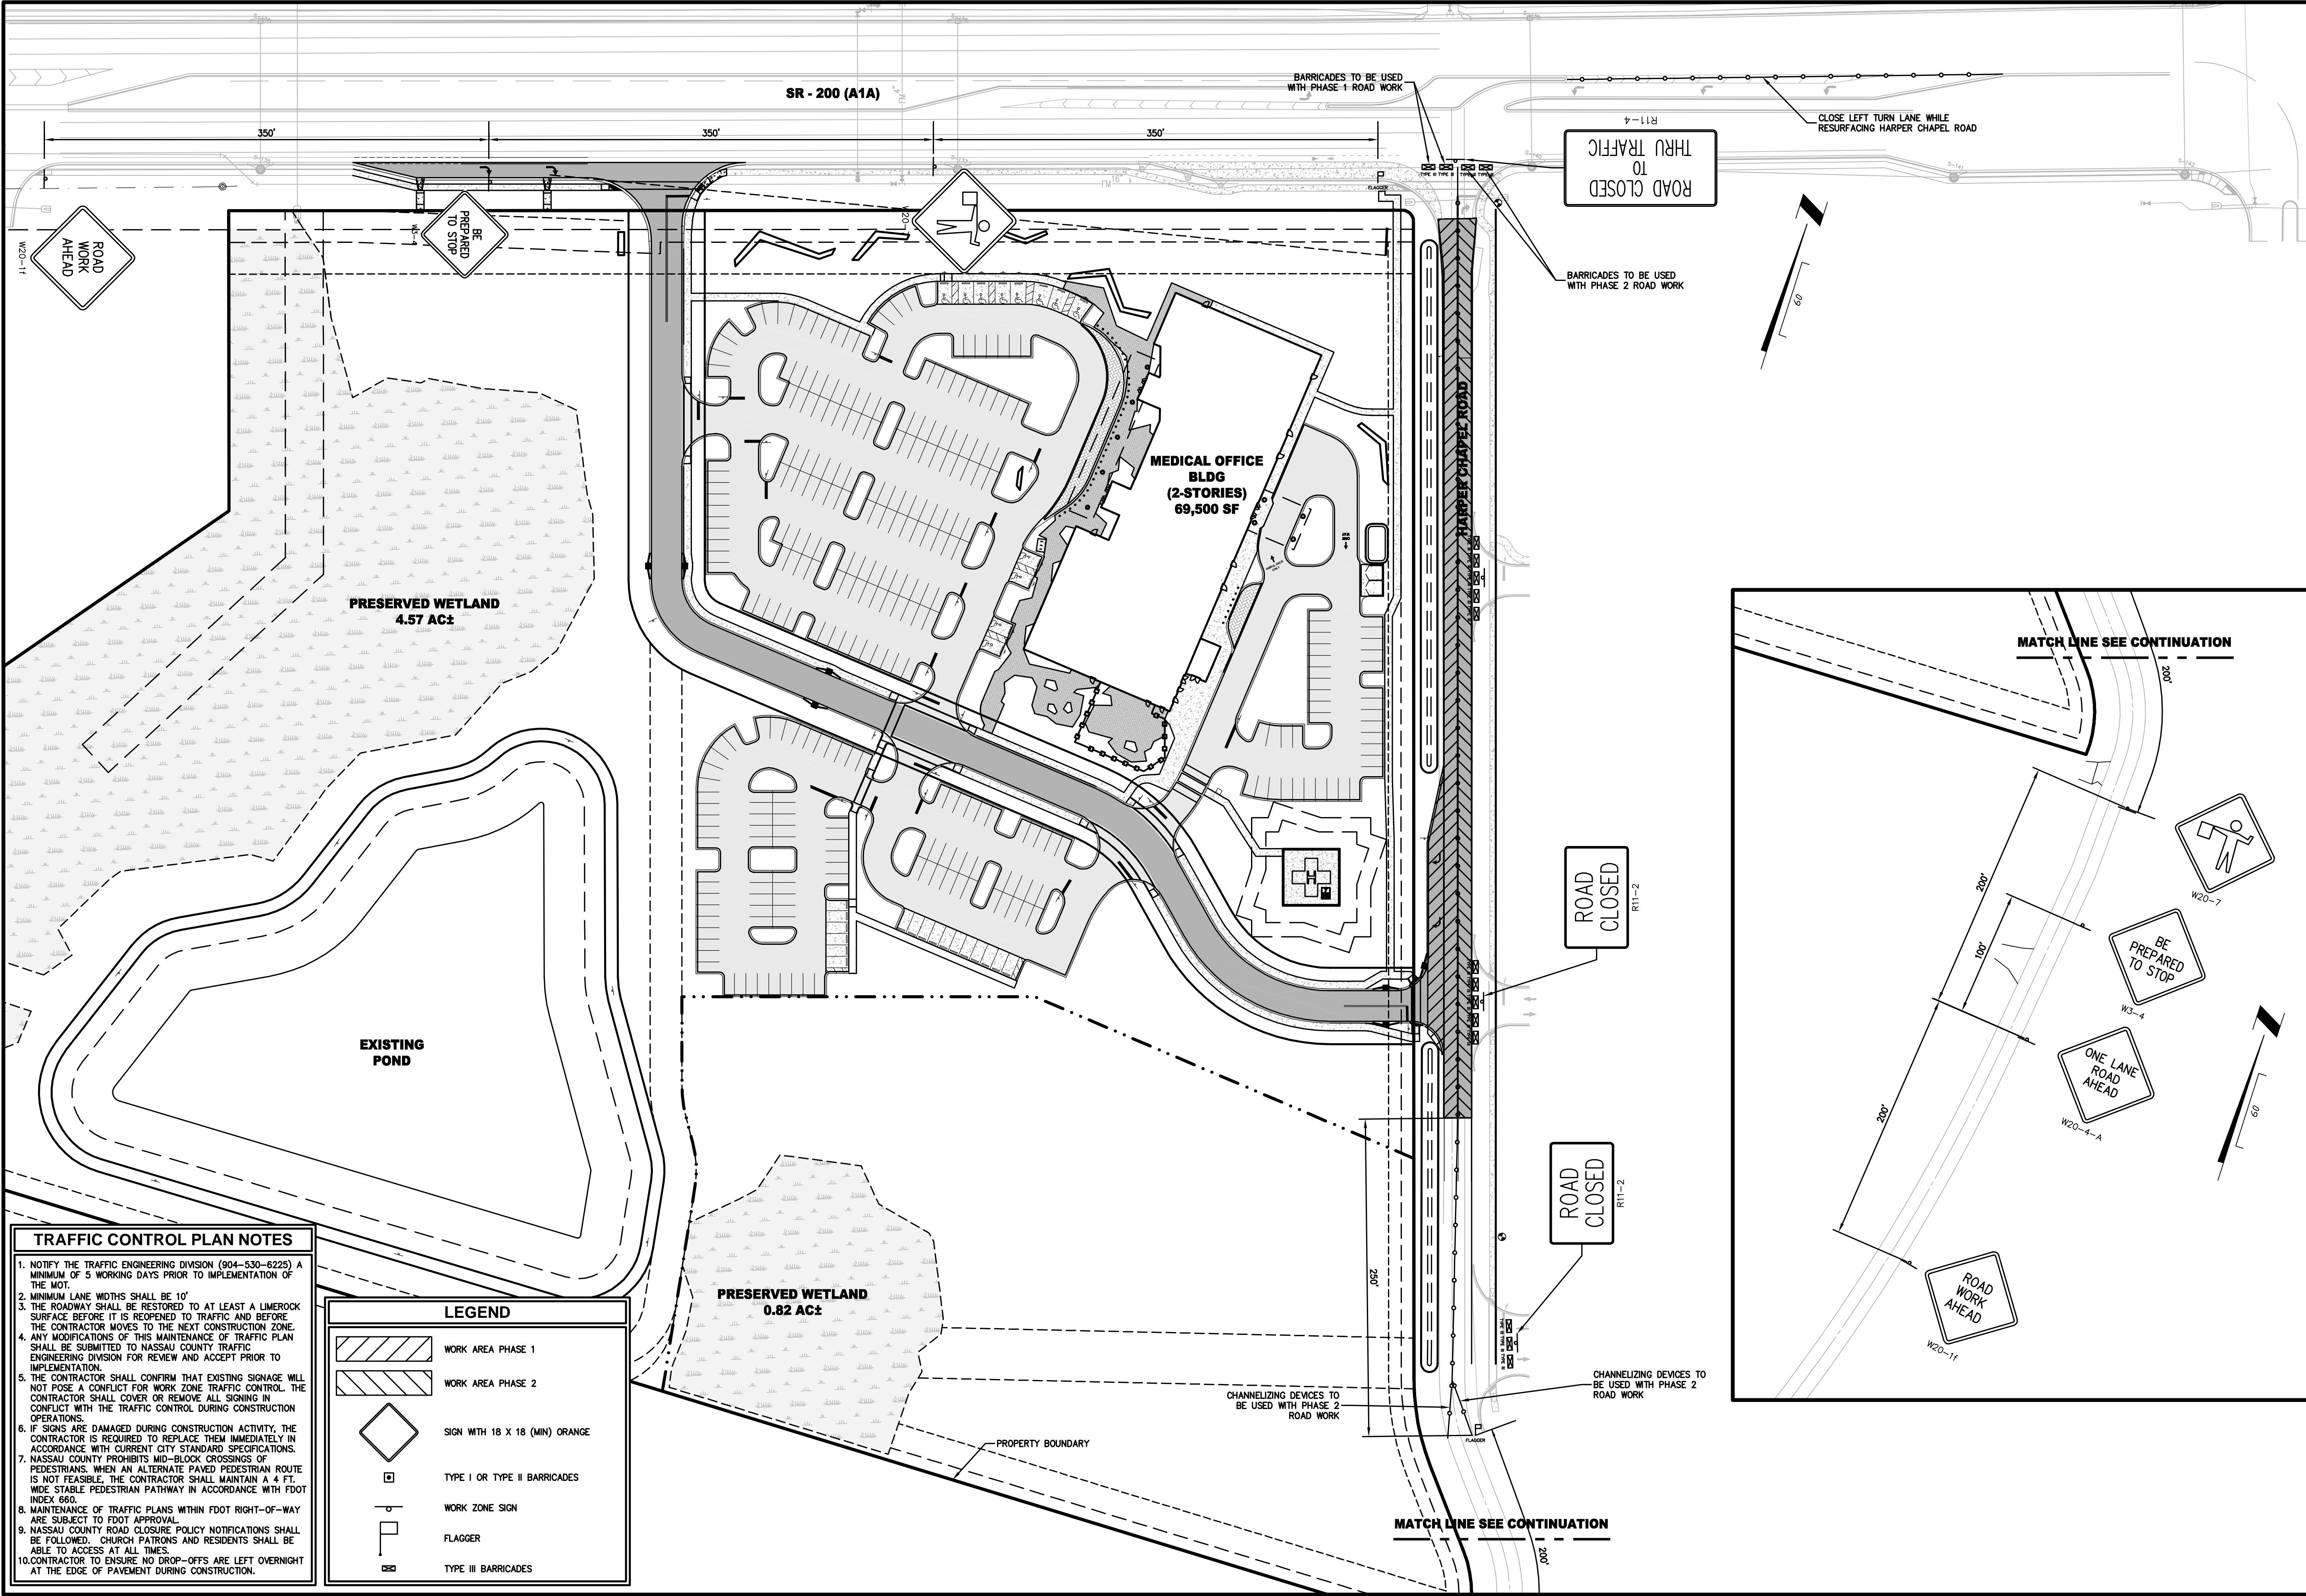 SR - 200 (A1A)
BARRICADES TO BE USED
WITH PHASE 1 ROAD WORK
350'
350'
350'
CLOSE LEFT TURN LANE WHILE
RESURFACING HARPER CHAPEL ROAD
R11-4
ROAD CLOSED
TO
THRU TRAFFIC
TYPE III
TYPE III
FLAGGER
BARRICADES TO BE USED
WITH PHASE 2 ROAD WORK
60
ROAD
WORK
AHEAD
W20-1f
BE
PREPARED
TO STOP
W3-4
FM
16"
S-141
S-142
HARPER CHAPEL ROAD
MEDICAL OFFICE
BLDG
(2-STORIES)
69,500 SF
PRESERVED WETLAND
4.57 AC±
H
EXISTING
POND
ROAD
CLOSED
R11-2
ROAD
CLOSED
R11-2
250'
PRESERVED WETLAND
0.82 AC±
CHANNELIZING DEVICES TO
BE USED WITH PHASE 2
ROAD WORK
CHANNELIZING DEVICES TO
BE USED WITH PHASE 2
ROAD WORK
FLAGGER
PROPERTY BOUNDARY
MATCH LINE SEE CONTINUATION
200'
MATCH LINE SEE CONTINUATION
200'
200'
100'
200'
W20-7
BE
PREPARED
TO STOP
W3-4
ONE LANE
ROAD
AHEAD
W20-4-A
ROAD
WORK
AHEAD
W20-1f
60
TRAFFIC CONTROL PLAN NOTES
1. NOTIFY THE TRAFFIC ENGINEERING DIVISION (904-530-6225) A
MINIMUM OF 5 WORKING DAYS PRIOR TO IMPLEMENTATION OF
THE MOT.
2. MINIMUM LANE WIDTHS SHALL BE 10'
3. THE ROADWAY SHALL BE RESTORED TO AT LEAST A LIMEROCK
SURFACE BEFORE IT IS REOPENED TO TRAFFIC AND BEFORE
THE CONTRACTOR MOVES TO THE NEXT CONSTRUCTION ZONE.
4. ANY MODIFICATIONS OF THIS MAINTENANCE OF TRAFFIC PLAN
SHALL BE SUBMITTED TO NASSAU COUNTY TRAFFIC
ENGINEERING DIVISION FOR REVIEW AND ACCEPT PRIOR TO
IMPLEMENTATION.
5. THE CONTRACTOR SHALL CONFIRM THAT EXISTING SIGNAGE WILL
NOT POSE A CONFLICT FOR WORK ZONE TRAFFIC CONTROL. THE
CONTRACTOR SHALL COVER OR REMOVE ALL SIGNING IN
CONFLICT WITH THE TRAFFIC CONTROL DURING CONSTRUCTION
OPERATIONS.
6. IF SIGNS ARE DAMAGED DURING CONSTRUCTION ACTIVITY, THE
CONTRACTOR IS REQUIRED TO REPLACE THEM IMMEDIATELY IN
ACCORDANCE WITH CURRENT CITY STANDARD SPECIFICATIONS.
7. NASSAU COUNTY PROHIBITS MID-BLOCK CROSSINGS OF
PEDESTRIANS. WHEN AN ALTERNATE PAVED PEDESTRIAN ROUTE
IS NOT FEASIBLE, THE CONTRACTOR SHALL MAINTAIN A 4 FT.
WIDE STABLE PEDESTRIAN PATHWAY IN ACCORDANCE WITH FDOT
INDEX 660.
8. MAINTENANCE OF TRAFFIC PLANS WITHIN FDOT RIGHT-OF-WAY
ARE SUBJECT TO FDOT APPROVAL.
9. NASSAU COUNTY ROAD CLOSURE POLICY NOTIFICATIONS SHALL
BE FOLLOWED. CHURCH PATRONS AND RESIDENTS SHALL BE
ABLE TO ACCESS AT ALL TIMES.
10.CONTRACTOR TO ENSURE NO DROP-OFFS ARE LEFT OVERNIGHT
AT THE EDGE OF PAVEMENT DURING CONSTRUCTION.
LEGEND
WORK AREA PHASE 1
WORK AREA PHASE 2
SIGN WITH 18 X 18 (MIN) ORANGE
TYPE I OR TYPE II BARRICADES
WORK ZONE SIGN
FLAGGER
TYPE III BARRICADES